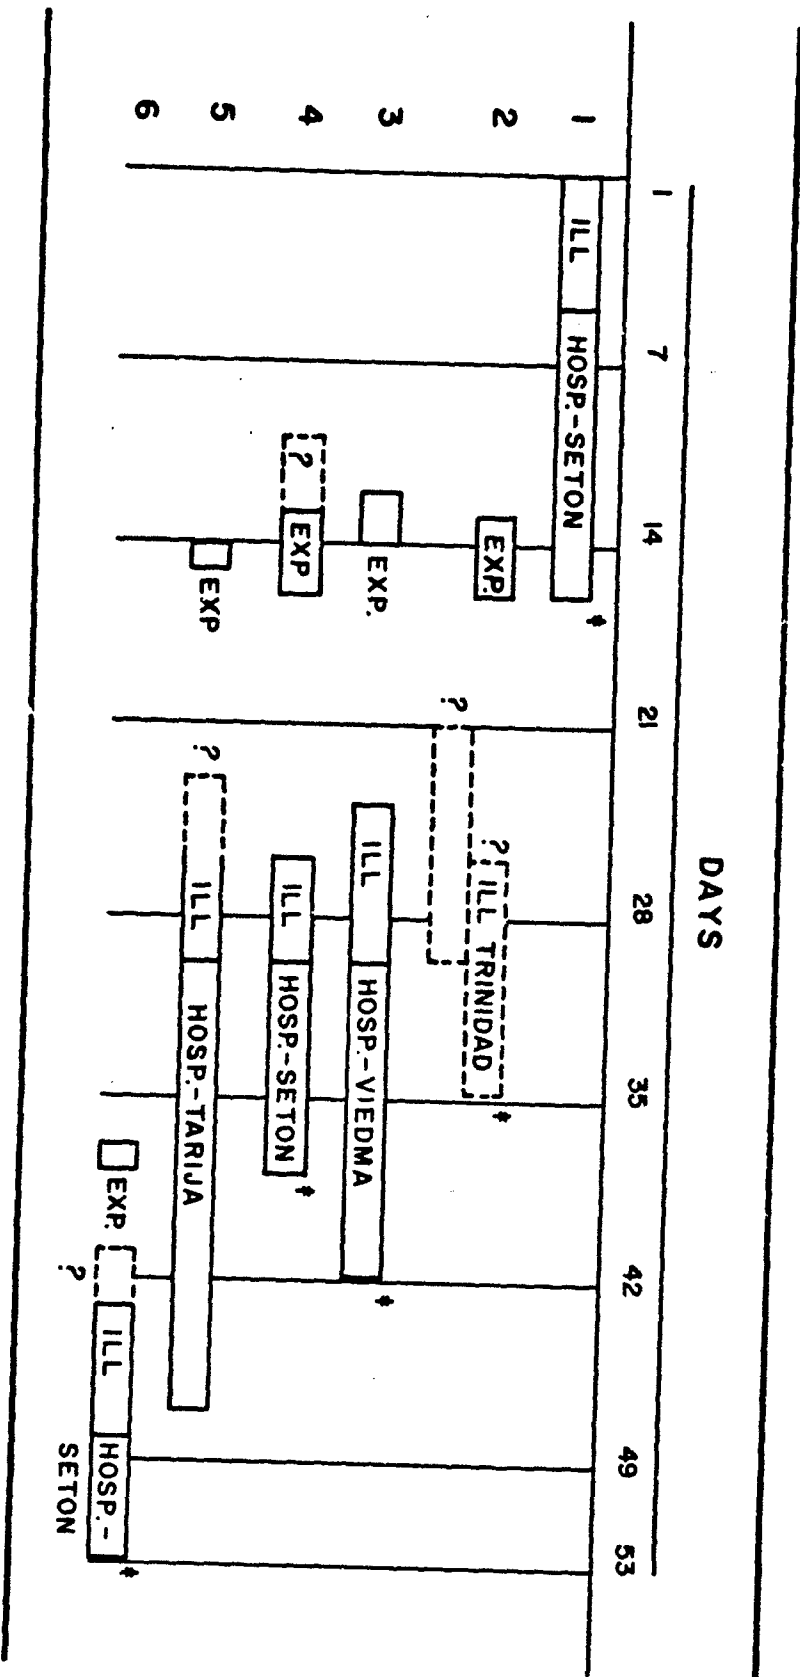 DAYS
1 7 14 21 28 35 42 49 53
1 ILL HOSP.-SETON ‡
2 EXP. ? ILL TRINIDAD ‡
?
3 EXP. ILL HOSP.-VIEDMA ‡
4 ? EXP ILL HOSP.-SETON ‡
5 EXP ? ILL HOSP.-TARIJA
6 EXP. ILL HOSP.- ‡
? SETON